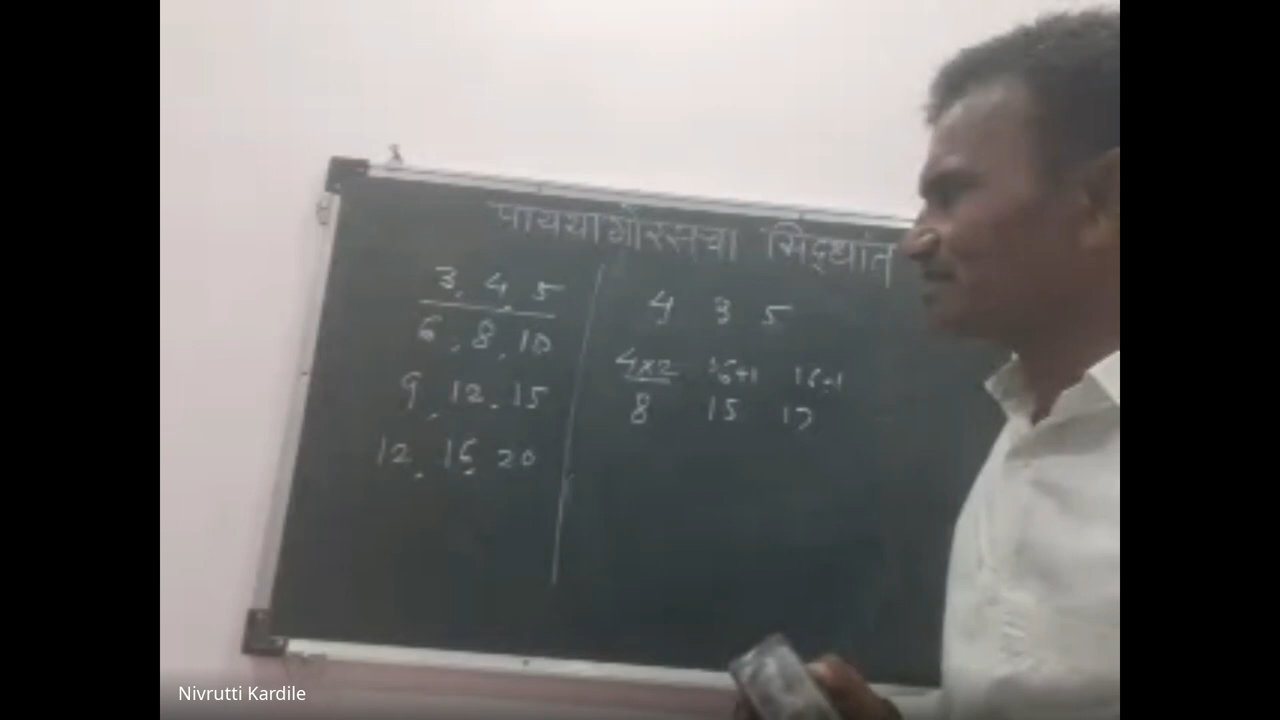 पायथागोरसचा सिद्धांत
3, 4, 5
6, 8, 10
9, 12, 15
12, 16, 20
4 3 5
4×2 16+1 16-1
8 15 17
Nivrutti Kardile